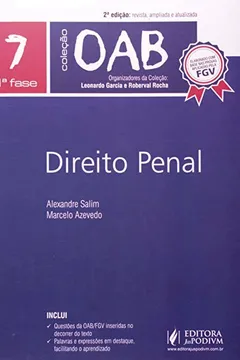 7
1ª fase
coleção
OAB
2ª edição: revista, ampliada e atualizada
Organizadores da Coleção:
Leonardo Garcia e Roberval Rocha
FGV
Direito Penal
Alexandre Salim
Marcelo Azevedo
INCLUI
✓ Questões da OAB/FGV inseridas no
decorrer do texto
✓ Palavras e expressões em destaque,
facilitando o aprendizado
EDITORA
JusPODIVM
www.editorajuspodivm.com.br